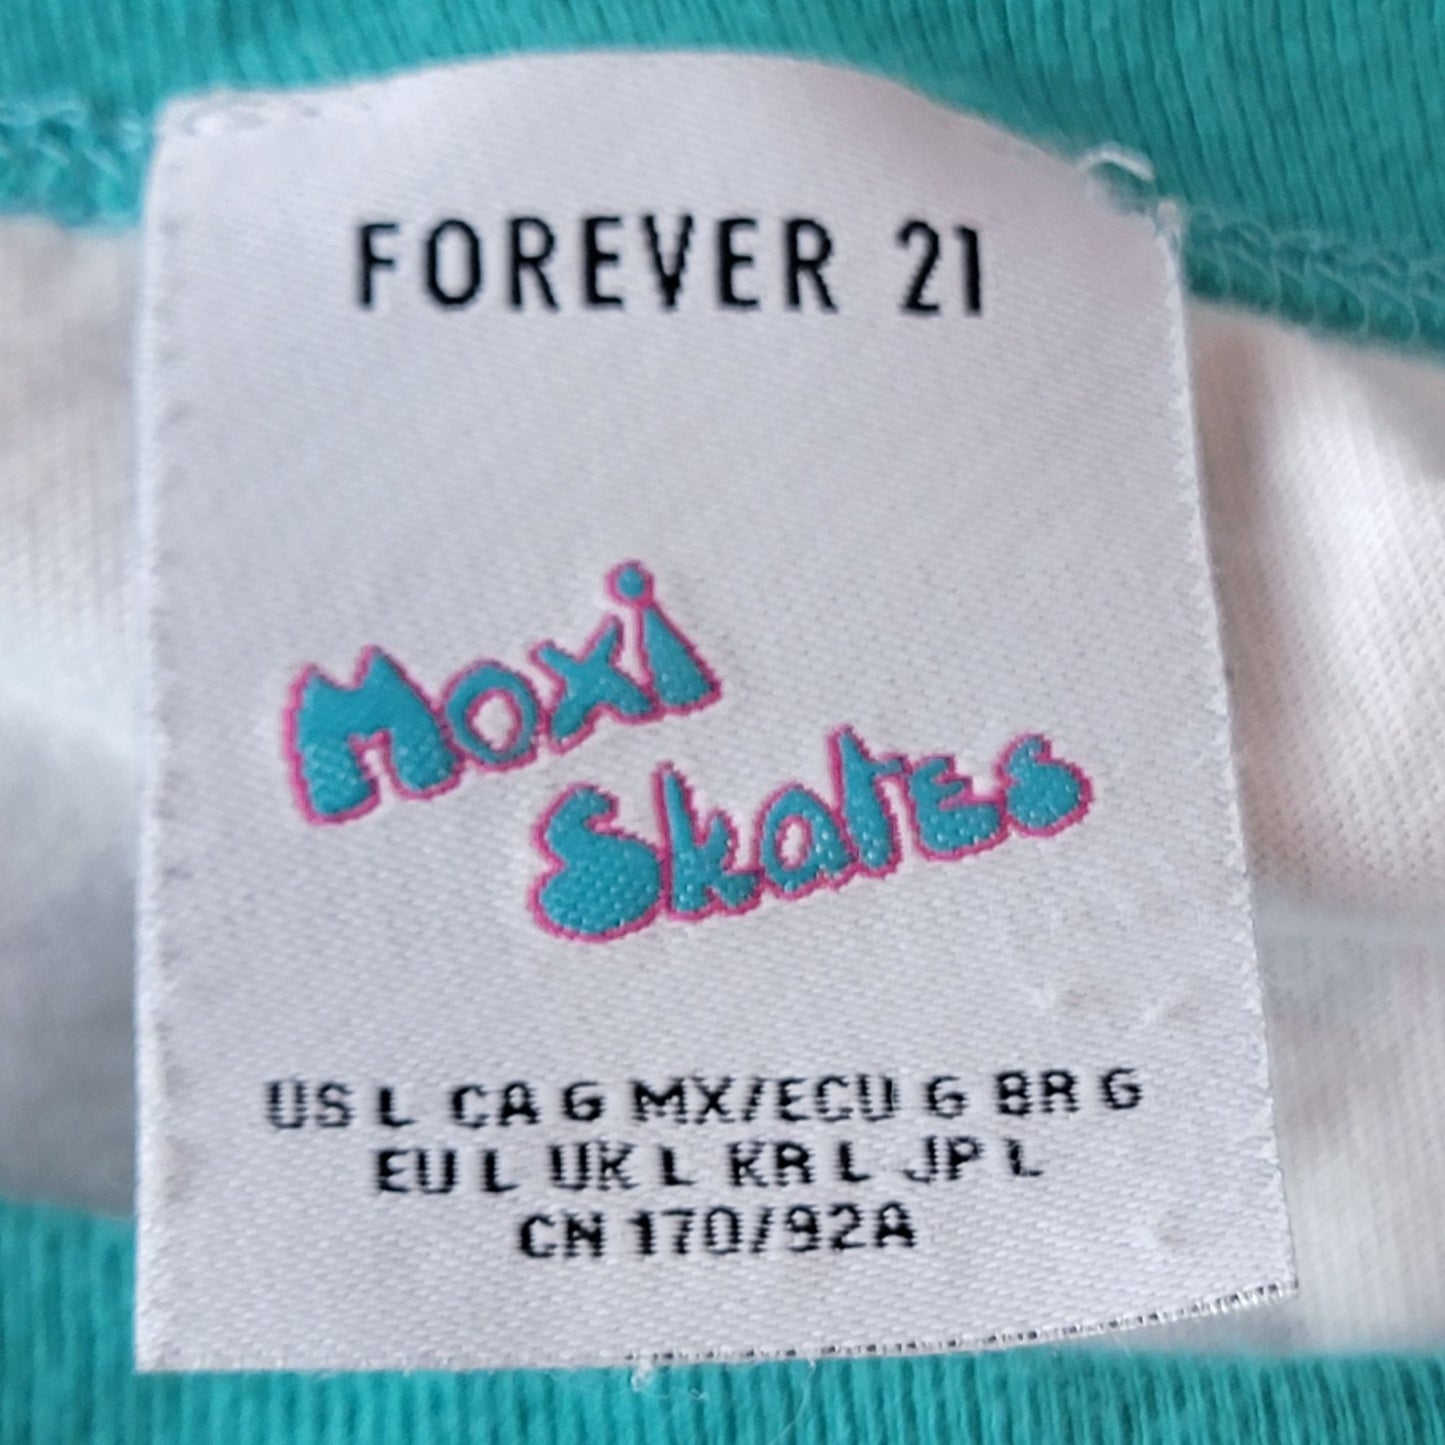 FOREVER 21
Moxi
Skates
US L CA G MX/ECU G BR G
EU L UK L KR L JP L
CN 170/92A